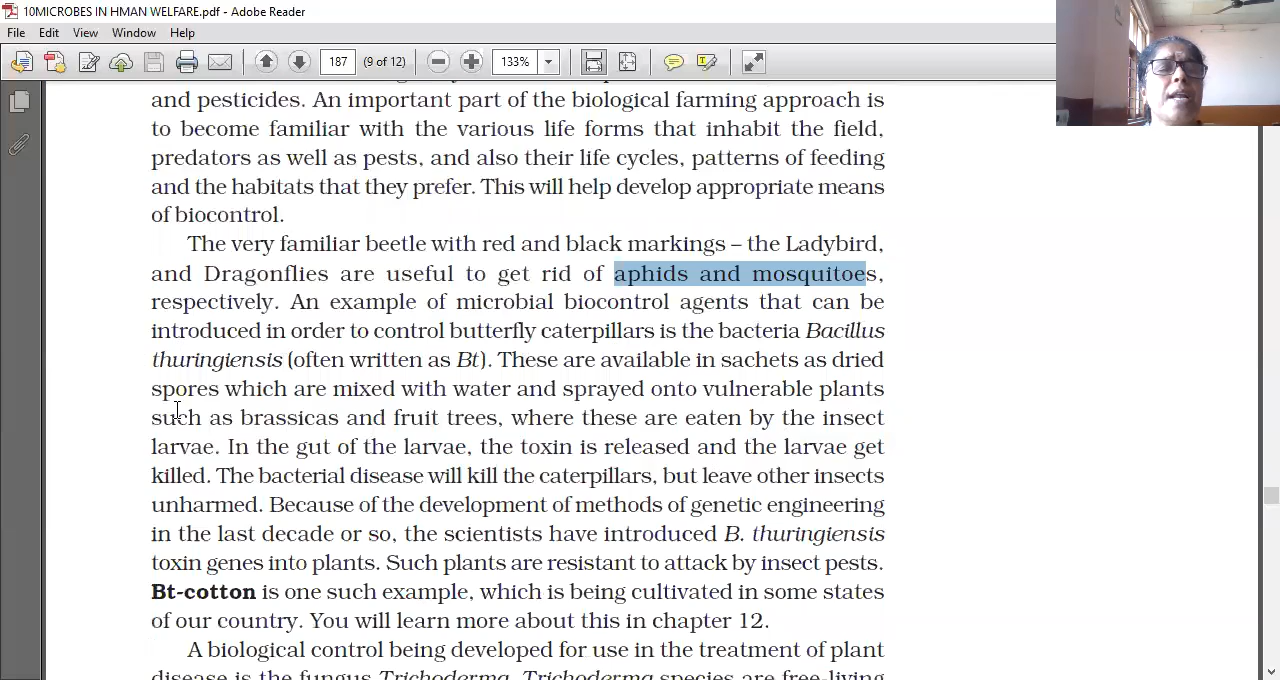 10MICROBES IN HMAN WELFARE.pdf - Adobe Reader
File Edit View Window Help
187 (9 of 12) 133%
and pesticides. An important part of the biological farming approach is
to become familiar with the various life forms that inhabit the field,
predators as well as pests, and also their life cycles, patterns of feeding
and the habitats that they prefer. This will help develop appropriate means
of biocontrol.
The very familiar beetle with red and black markings – the Ladybird,
and Dragonflies are useful to get rid of aphids and mosquitoes,
respectively. An example of microbial biocontrol agents that can be
introduced in order to control butterfly caterpillars is the bacteria Bacillus
thuringiensis (often written as Bt). These are available in sachets as dried
spores which are mixed with water and sprayed onto vulnerable plants
such as brassicas and fruit trees, where these are eaten by the insect
larvae. In the gut of the larvae, the toxin is released and the larvae get
killed. The bacterial disease will kill the caterpillars, but leave other insects
unharmed. Because of the development of methods of genetic engineering
in the last decade or so, the scientists have introduced B. thuringiensis
toxin genes into plants. Such plants are resistant to attack by insect pests.
Bt-cotton is one such example, which is being cultivated in some states
of our country. You will learn more about this in chapter 12.
A biological control being developed for use in the treatment of plant
disease is the fungus Trichoderma. Trichoderma species are free-living